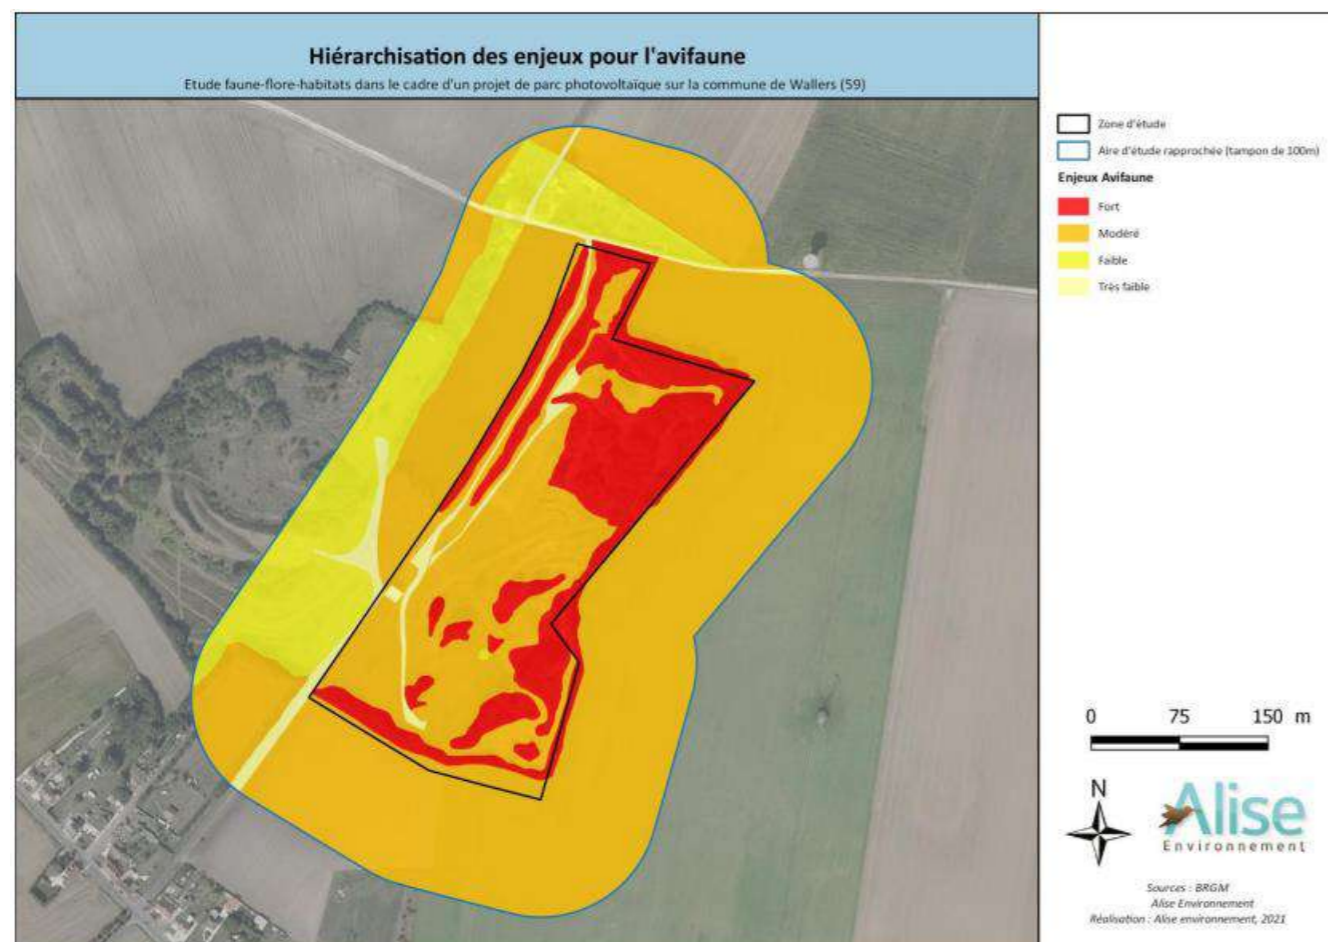 Hiérarchisation des enjeux pour l'avifaune
Etude faune-flore-habitats dans le cadre d'un projet de parc photovoltaïque sur la commune de Wallers (59)
Zone d'étude
Aire d'étude rapprochée (tampon de 100m)
Enjeux Avifaune
Fort
Modéré
Faible
Très faible
0 75 150 m
N
Alise
Environnement
Sources : BRGM
Alise Environnement
Réalisation : Alise environnement, 2021